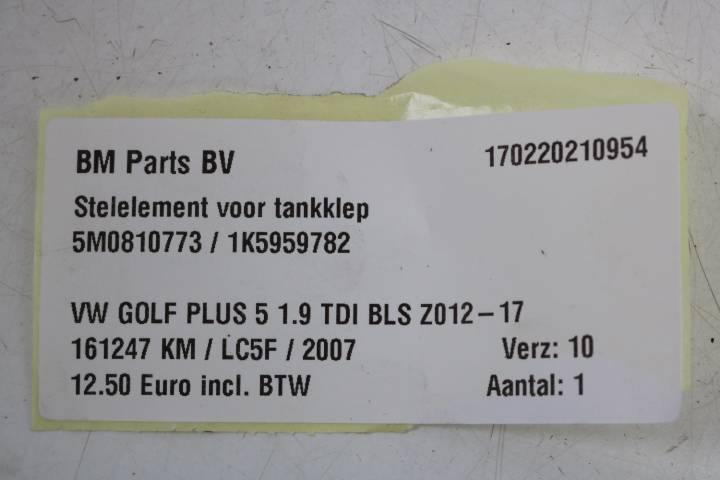 BM Parts BV 170220210954
Stelelement voor tankklep
5M0810773 / 1K5959782
VW GOLF PLUS 5 1.9 TDI BLS Z012-17
161247 KM / LC5F / 2007 Verz: 10
12.50 Euro incl. BTW Aantal: 1